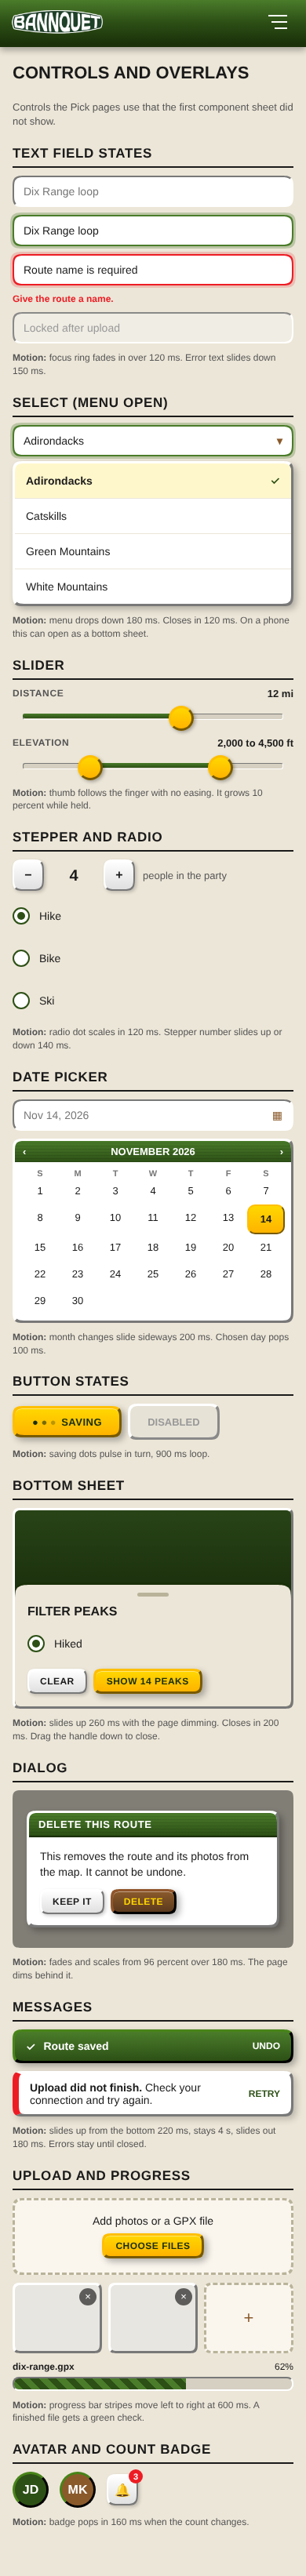 BANNQUET
CONTROLS AND OVERLAYS
Controls the Pick pages use that the first component sheet did
not show.
TEXT FIELD STATES
Dix Range loop
Dix Range loop
Route name is required
Give the route a name.
Locked after upload
Motion: focus ring fades in over 120 ms. Error text slides down
150 ms.
SELECT (MENU OPEN)
Adirondacks ▾
Adirondacks ✓
Catskills
Green Mountains
White Mountains
Motion: menu drops down 180 ms. Closes in 120 ms. On a phone
this can open as a bottom sheet.
SLIDER
DISTANCE 12 mi
ELEVATION 2,000 to 4,500 ft
Motion: thumb follows the finger with no easing. It grows 10
percent while held.
STEPPER AND RADIO
− 4 + people in the party
Hike
Bike
Ski
Motion: radio dot scales in 120 ms. Stepper number slides up or
down 140 ms.
DATE PICKER
Nov 14, 2026
‹ NOVEMBER 2026 ›
S M T W T F S
1 2 3 4 5 6 7
8 9 10 11 12 13 14
15 16 17 18 19 20 21
22 23 24 25 26 27 28
29 30
Motion: month changes slide sideways 200 ms. Chosen day pops
100 ms.
BUTTON STATES
SAVING DISABLED
Motion: saving dots pulse in turn, 900 ms loop.
BOTTOM SHEET
FILTER PEAKS
Hiked
CLEAR SHOW 14 PEAKS
Motion: slides up 260 ms with the page dimming. Closes in 200
ms. Drag the handle down to close.
DIALOG
DELETE THIS ROUTE
This removes the route and its photos from
the map. It cannot be undone.
KEEP IT DELETE
Motion: fades and scales from 96 percent over 180 ms. The page
dims behind it.
MESSAGES
✓ Route saved UNDO
Upload did not finish. Check your
connection and try again. RETRY
Motion: slides up from the bottom 220 ms, stays 4 s, slides out
180 ms. Errors stay until closed.
UPLOAD AND PROGRESS
Add photos or a GPX file
CHOOSE FILES
× × +
dix-range.gpx 62%
Motion: progress bar stripes move left to right at 600 ms. A
finished file gets a green check.
AVATAR AND COUNT BADGE
JD MK 3
Motion: badge pops in 160 ms when the count changes.